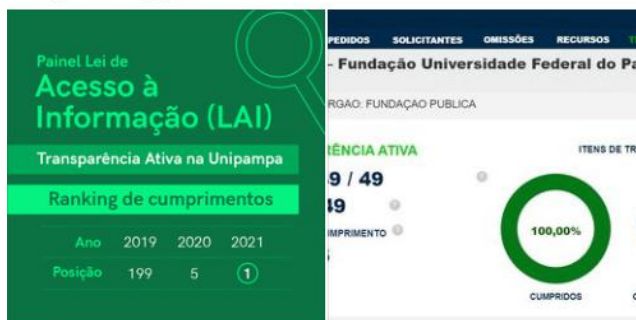 Painel Lei de
Acesso à
Informação (LAI)
Transparência Ativa na Unipampa
Ranking de cumprimentos
Ano 2019 2020 2021
Posição 199 5 1
PEDIDOS SOLICITANTES OMISSÕES RECURSOS
- Fundação Universidade Federal do Pa
RGAO: FUNDAÇAO PUBLICA
RÊNCIA ATIVA ITENS DE TR
9 / 49
49
IMPRIMENTO
100,00%
CUMPRIDOS